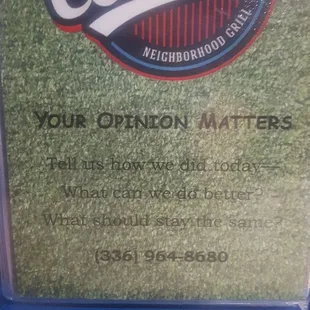 NEIGHBORHOOD GRILL
YOUR OPINION MATTERS
Tell us how we did today—
What can we do better?
What should stay the same?
(336) 964-8680